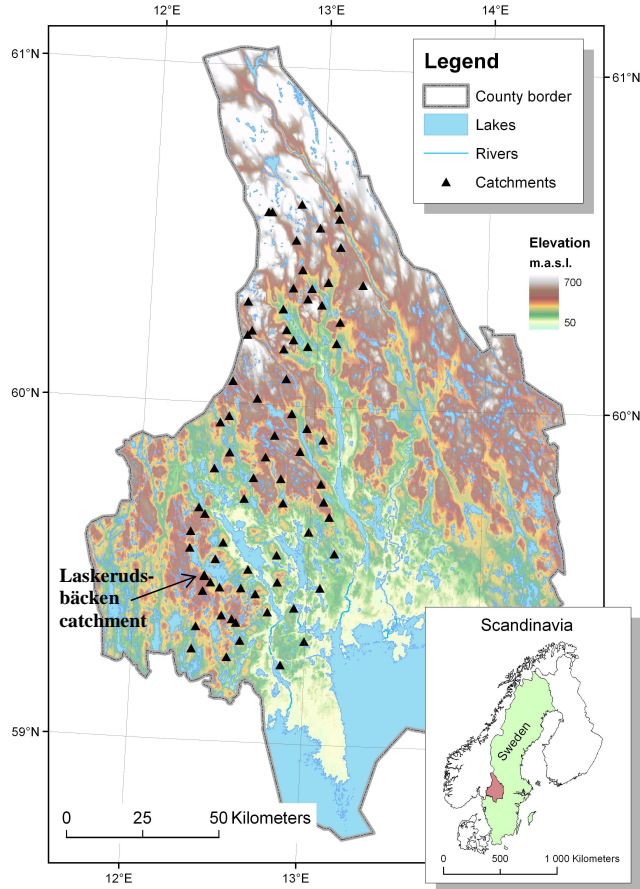 12°E 13°E 14°E
61°N
61°N
Legend
County border
Lakes
Rivers
Catchments
Elevation
m.a.s.l.
700
50
60°N
60°N
Laskeruds-
bäcken
catchment
59°N
Scandinavia
Sweden
0 500 1 000 Kilometers
0 25 50 Kilometers
12°E 13°E